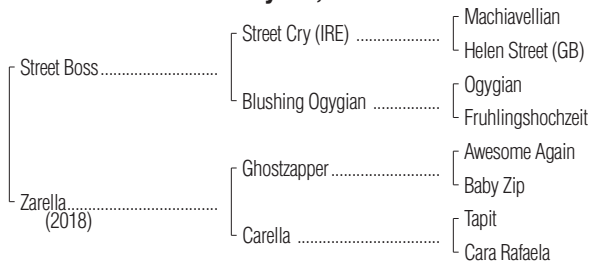 Machiavellian
Street Cry (IRE) ....................
Helen Street (GB)
Street Boss............................
Ogygian
Blushing Ogygian ................
Fruhlingshochzeit
Awesome Again
Ghostzapper..........................
Baby Zip
Zarella....................................
(2018)
Tapit
Carella ..................................
Cara Rafaela